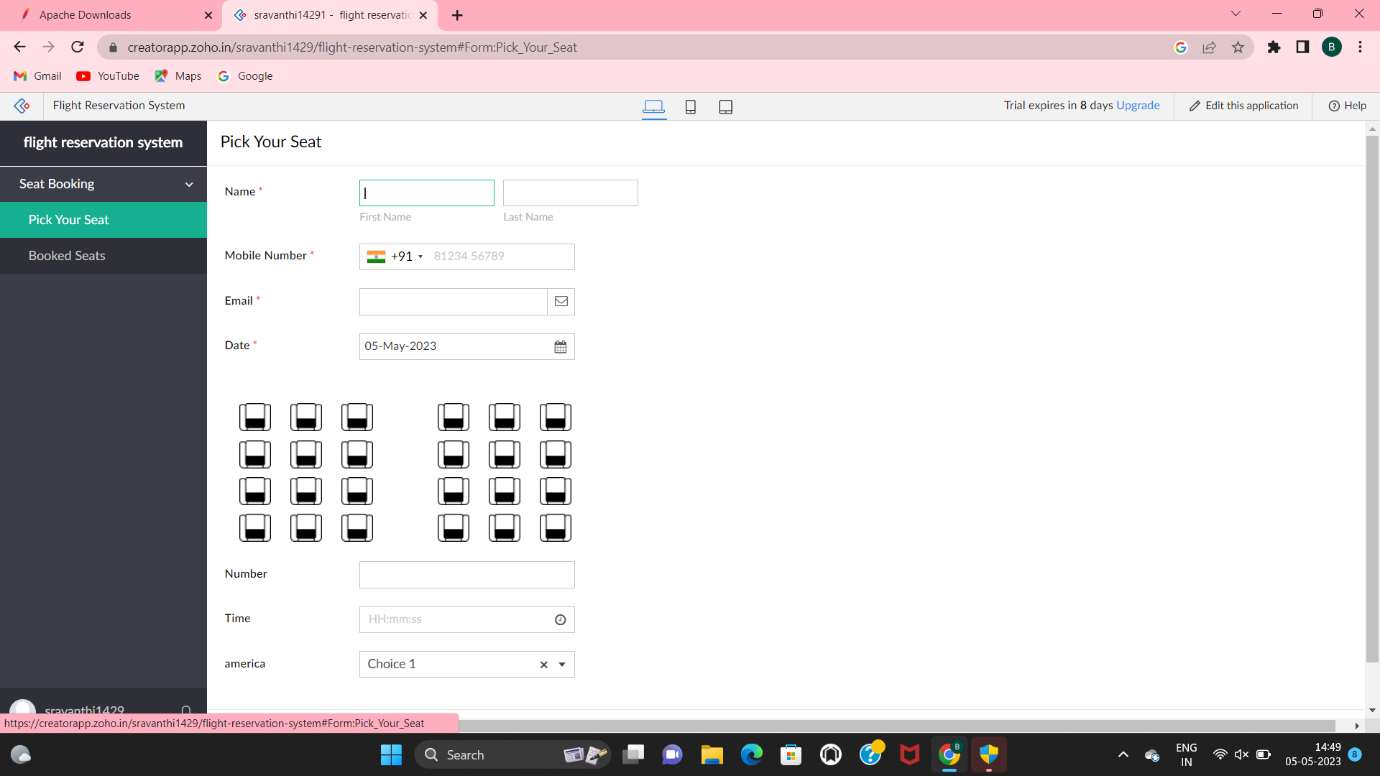 Apache Downloads
sravanthi14291 - flight reservatio
creatorapp.zoho.in/sravanthi1429/flight-reservation-system#Form:Pick_Your_Seat
B
Gmail YouTube Maps Google
Flight Reservation System
Trial expires in 8 days Upgrade
Edit this application
Help
flight reservation system
Pick Your Seat
Seat Booking
Pick Your Seat
Booked Seats
Name *
First Name
Last Name
Mobile Number *
+91 81234 56789
Email *
Date *
05-May-2023
Number
Time
HH:mm:ss
america
Choice 1
sravanthi1429
https://creatorapp.zoho.in/sravanthi1429/flight-reservation-system#Form:Pick_Your_Seat
Search
B
ENG
IN
14:49
05-05-2023
8